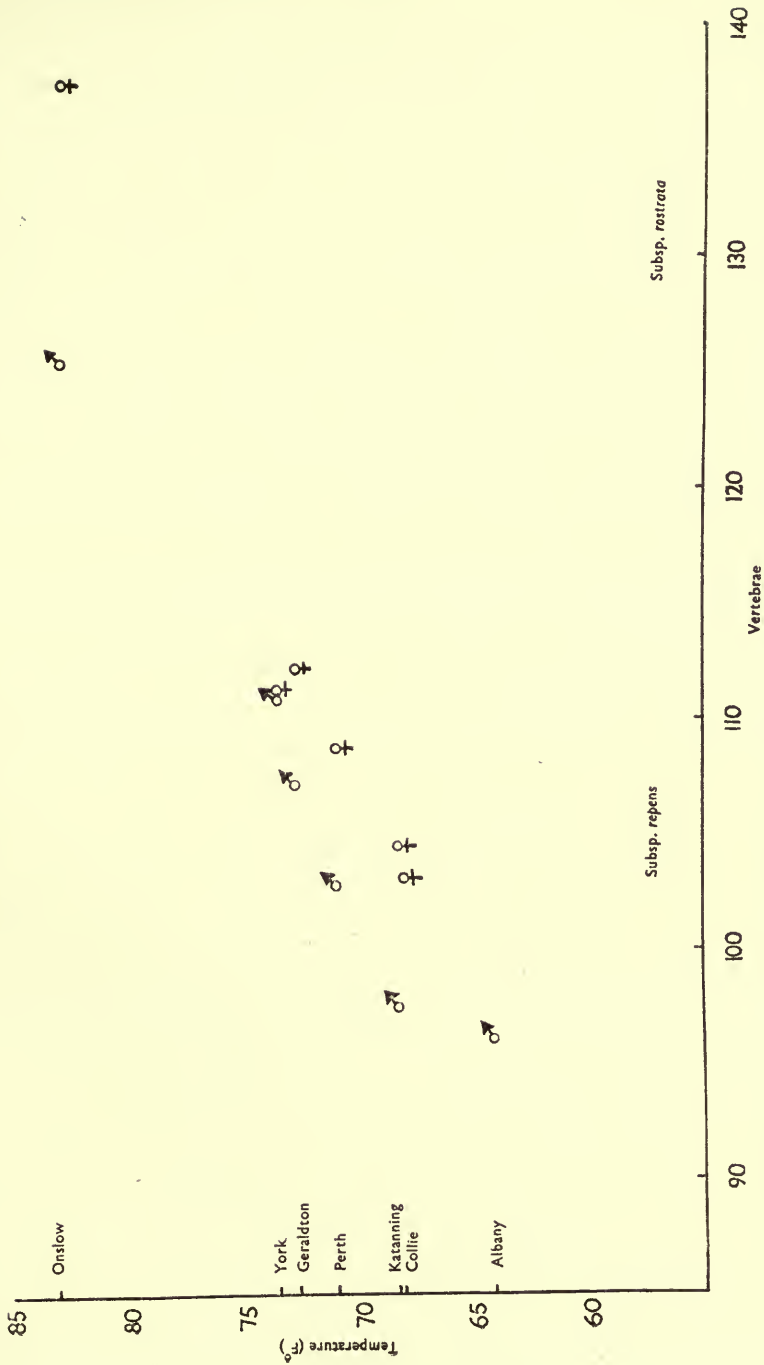 85
80
75
70
65
60
Temperature (F°)
Onslow
York
Geraldton
Perth
Katanning
Collie
Albany
Subsp. repens
Subsp. rostrata
90
100
110
120
130
140
Vertebrae